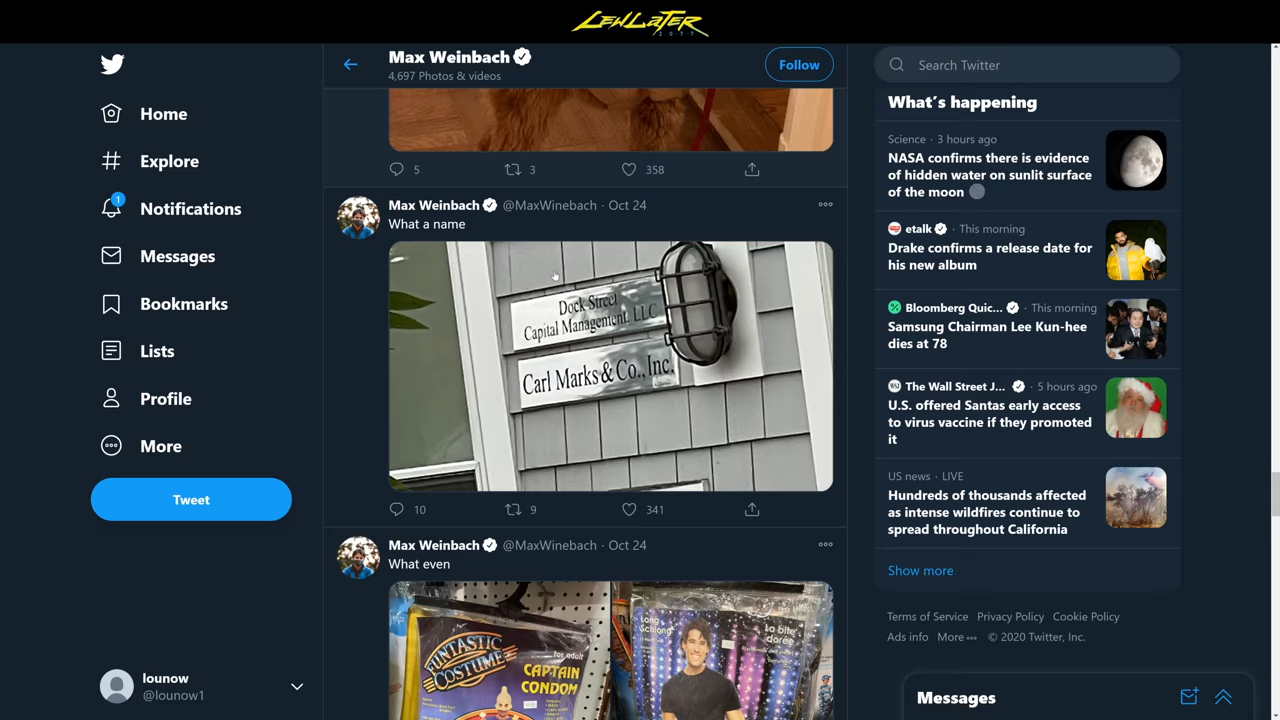 LEWLATER
2077
Home
Explore
1
Notifications
Messages
Bookmarks
Lists
Profile
More
Tweet
lounow
@lounow1
Max Weinbach
4,697 Photos & videos
Follow
5
3
358
Max Weinbach @MaxWinebach · Oct 24
What a name
Dock Street
Capital Management, LLC
Carl Marks & Co., Inc.
10
9
341
Max Weinbach @MaxWinebach · Oct 24
What even
FUNTASTIC
COSTUME
for adult
CAPTAIN
CONDOM
Long
Schlong
La bite
dorée
Search Twitter
What's happening
Science · 3 hours ago
NASA confirms there is evidence
of hidden water on sunlit surface
of the moon
etalk · This morning
Drake confirms a release date for
his new album
Bloomberg Quic... · This morning
Samsung Chairman Lee Kun-hee
dies at 78
The Wall Street J... · 5 hours ago
U.S. offered Santas early access
to virus vaccine if they promoted
it
US news · LIVE
Hundreds of thousands affected
as intense wildfires continue to
spread throughout California
Show more
Terms of Service Privacy Policy Cookie Policy
Ads info More ··· © 2020 Twitter, Inc.
Messages